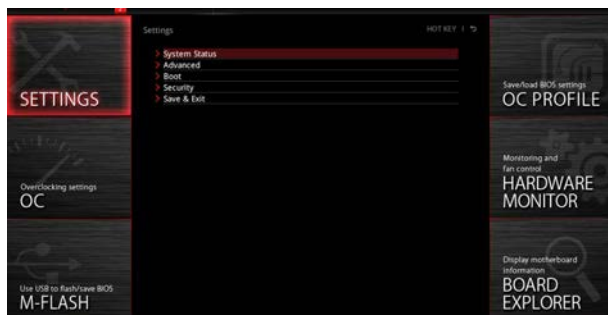 Settings
HOT KEY |
System Status
Advanced
Boot
Security
Save & Exit
SETTINGS
Overclocking settings
OC
Use USB to flash/save BIOS
M-FLASH
Save/load BIOS settings
OC PROFILE
Monitoring and
fan control
HARDWARE
MONITOR
Display motherboard
information
BOARD
EXPLORER